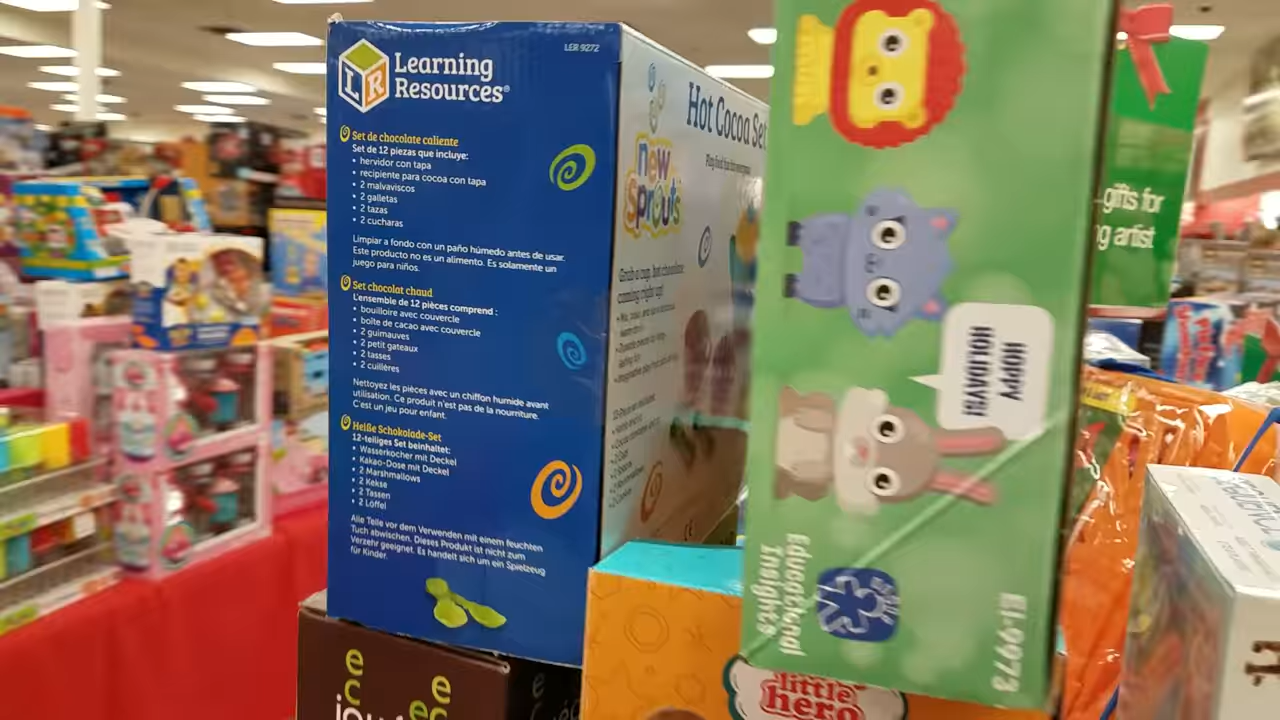 LER 9272
Learning
Resources®
Set de chocolate caliente
Set de 12 piezas que incluye:
• hervidor con tapa
• recipiente para cocoa con tapa
• 2 malvaviscos
• 2 galletas
• 2 tazas
• 2 cucharas
Limpiar a fondo con un paño húmedo antes de usar.
Este producto no es un alimento. Es solamente un
juego para niños.
Set chocolat chaud
L'ensemble de 12 pièces comprend :
• bouilloire avec couvercle
• boîte de cacao avec couvercle
• 2 guimauves
• 2 petit gateaux
• 2 tasses
• 2 cuillères
Nettoyez les pièces avec un chiffon humide avant
utilisation. Ce produit n'est pas de la nourriture.
C'est un jeu pour enfant.
Heiße Schokolade-Set
12-teiliges Set beinhaltet:
• Wasserkocher mit Deckel
• Kakao-Dose mit Deckel
• 2 Marshmallows
• 2 Kekse
• 2 Tassen
• 2 Löffel
Alle Teile vor dem Verwenden mit einem feuchten
Tuch abwischen. Dieses Produkt ist nicht zum
Verzehr geeignet. Es handelt sich um ein Spielzeug
für Kinder.
Hot Cocoa Set
new
sprouts
Grab a cup, hot chocolate
coming right up!
HOPPY
HOLIDAYS!
Educational
Insights
EI-9973
gifts for
artist
little
hero